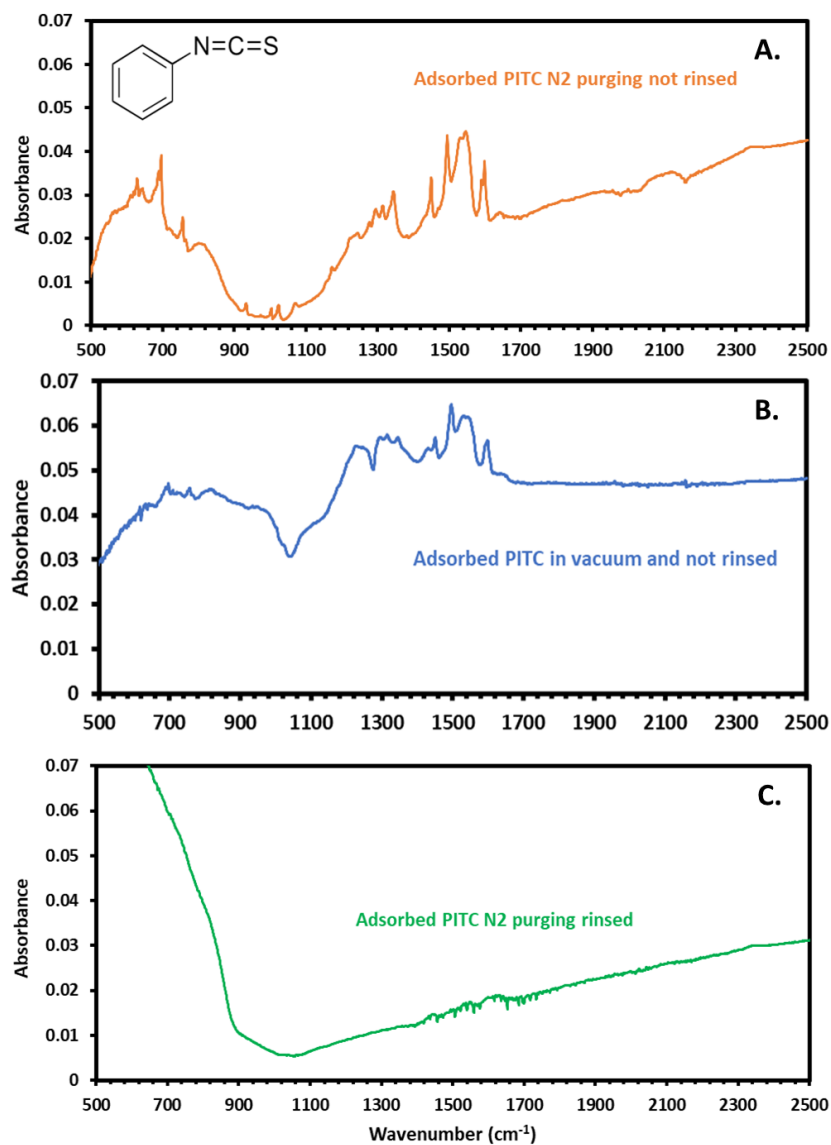 A.
N=C=S
Adsorbed PITC N2 purging not rinsed
Absorbance
0.07
0.06
0.05
0.04
0.03
0.02
0.01
0
500 700 900 1100 1300 1500 1700 1900 2100 2300 2500
B.
Adsorbed PITC in vacuum and not rinsed
Absorbance
0.07
0.06
0.05
0.04
0.03
0.02
0.01
0
500 700 900 1100 1300 1500 1700 1900 2100 2300 2500
C.
Adsorbed PITC N2 purging rinsed
Absorbance
0.07
0.06
0.05
0.04
0.03
0.02
0.01
0
500 700 900 1100 1300 1500 1700 1900 2100 2300 2500
Wavenumber (cm⁻¹)